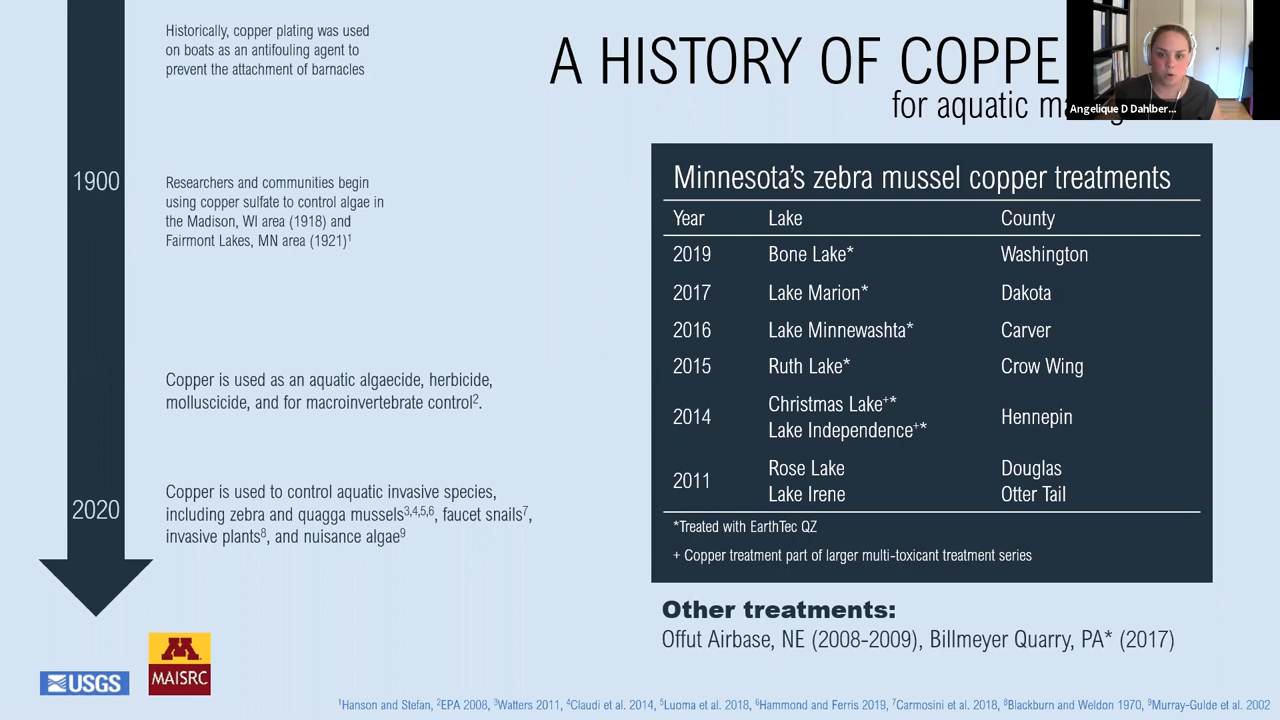 Historically, copper plating was used
on boats as an antifouling agent to
prevent the attachment of barnacles
A HISTORY OF COPPE
for aquatic ma
Angelique D Dahlber...
1900
Researchers and communities begin
using copper sulfate to control algae in
the Madison, WI area (1918) and
Fairmont Lakes, MN area (1921)¹
Copper is used as an aquatic algaecide, herbicide,
molluscicide, and for macroinvertebrate control².
2020
Copper is used to control aquatic invasive species,
including zebra and quagga mussels³,⁴,⁵,⁶, faucet snails⁷,
invasive plants⁸, and nuisance algae⁹
Minnesota's zebra mussel copper treatments
Year Lake County
2019 Bone Lake* Washington
2017 Lake Marion* Dakota
2016 Lake Minnewashta* Carver
2015 Ruth Lake* Crow Wing
2014 Christmas Lake⁺* Hennepin
Lake Independence⁺*
2011 Rose Lake Douglas
Lake Irene Otter Tail
*Treated with EarthTec QZ
+ Copper treatment part of larger multi-toxicant treatment series
Other treatments:
Offut Airbase, NE (2008-2009), Billmeyer Quarry, PA* (2017)
USGS
M
MAISRC
¹Hanson and Stefan, ²EPA 2008, ³Watters 2011, ⁴Claudi et al. 2014, ⁵Luoma et al. 2018, ⁶Hammond and Ferris 2019, ⁷Carmosini et al. 2018, ⁸Blackburn and Weldon 1970, ⁹Murray-Gulde et al. 2002